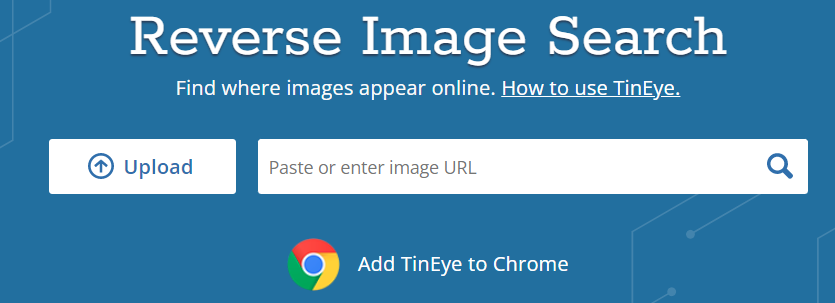 Reverse Image Search
Find where images appear online. How to use TinEye.
Upload
Paste or enter image URL
Add TinEye to Chrome